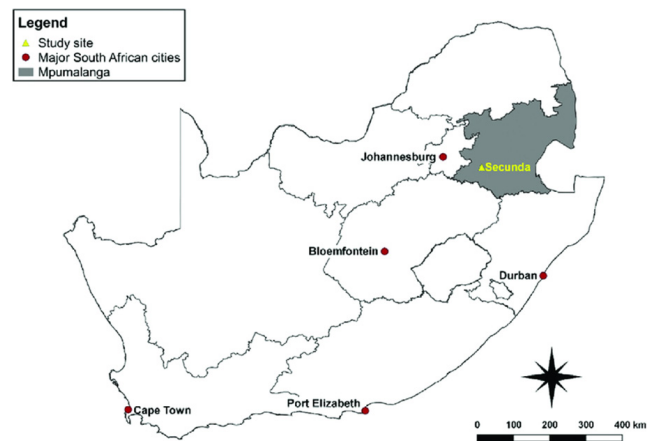 Legend
Study site
Major South African cities
Mpumalanga
Johannesburg
Secunda
Bloemfontein
Durban
Port Elizabeth
Cape Town
0 100 200 300 400 km